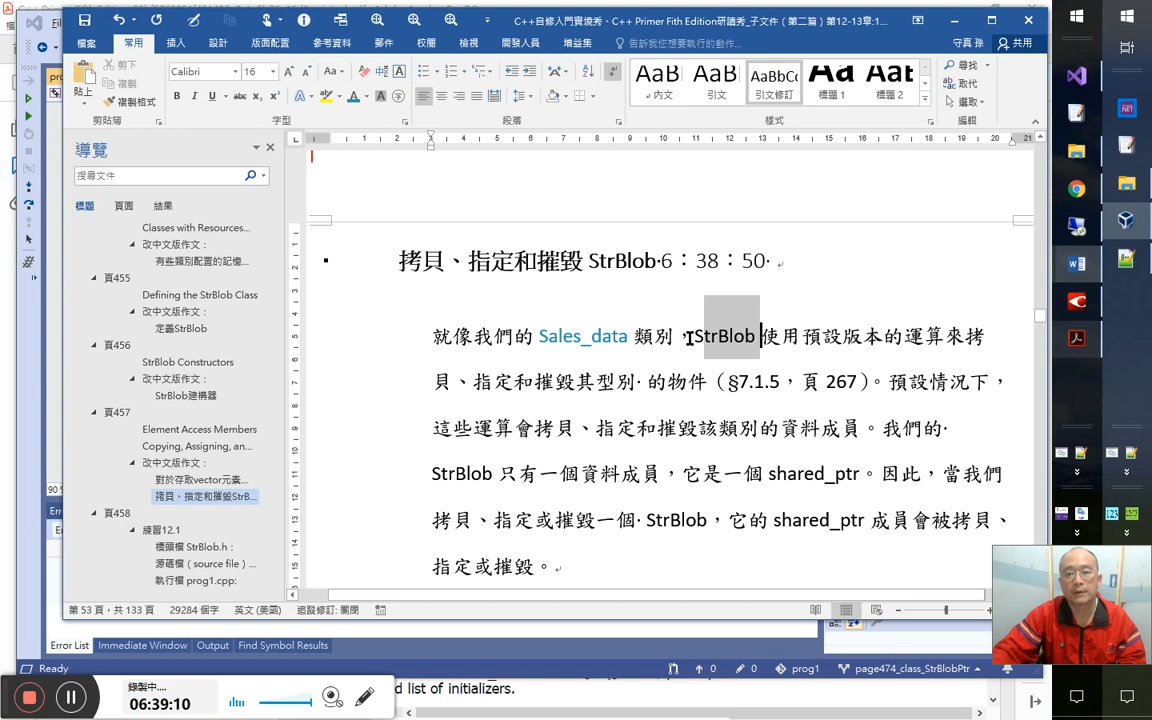 C++自修入門實境秀、C++ Primer Fith Edition研讀秀_子文件（第二篇）第12-13章:1...
檔案 常用 插入 設計 版面配置 參考資料 郵件 校閱 檢視 開發人員 增益集 告訴我您想要執行的動作... 守真 孫 共用
貼上 剪下 複製 複製格式
Calibri 16
AaBbC 內文 引文 AaBbCc 引文修訂 標題 1 標題 2
尋找 取代 選取
剪貼簿 字型 段落 樣式 編輯
導覽
搜尋文件
標題 頁面 結果
Classes with Resources...
改中文版作文：
有些類別配置的記憶...
頁455
Defining the StrBlob Class
改中文版作文：
定義StrBlob
頁456
StrBlob Constructors
改中文版作文：
StrBlob建構器
頁457
Element Access Members
Copying, Assigning, an...
改中文版作文：
對於存取vector元素...
拷貝、指定和摧毀StrB...
頁458
練習12.1
標頭檔 StrBlob.h：
源碼檔（source file）...
執行檔 prog1.cpp:
拷貝、指定和摧毀 StrBlob·6：38：50·
就像我們的 Sales_data 類別，StrBlob 使用預設版本的運算來拷
貝、指定和摧毀其型別· 的物件（§7.1.5，頁 267）。預設情況下，
這些運算會拷貝、指定和摧毀該類別的資料成員。我們的·
StrBlob 只有一個資料成員，它是一個 shared_ptr。因此，當我們
拷貝、指定或摧毀一個· StrBlob，它的 shared_ptr 成員會被拷貝、
指定或摧毀。
第 53 頁，共 133 頁 29284 個字 英文 (美國) 追蹤修訂: 關閉
Error List Immediate Window Output Find Symbol Results
Ready 0 0 prog1 page474_class_StrBlobPtr
錄製中....
06:39:10
d list of initializers.